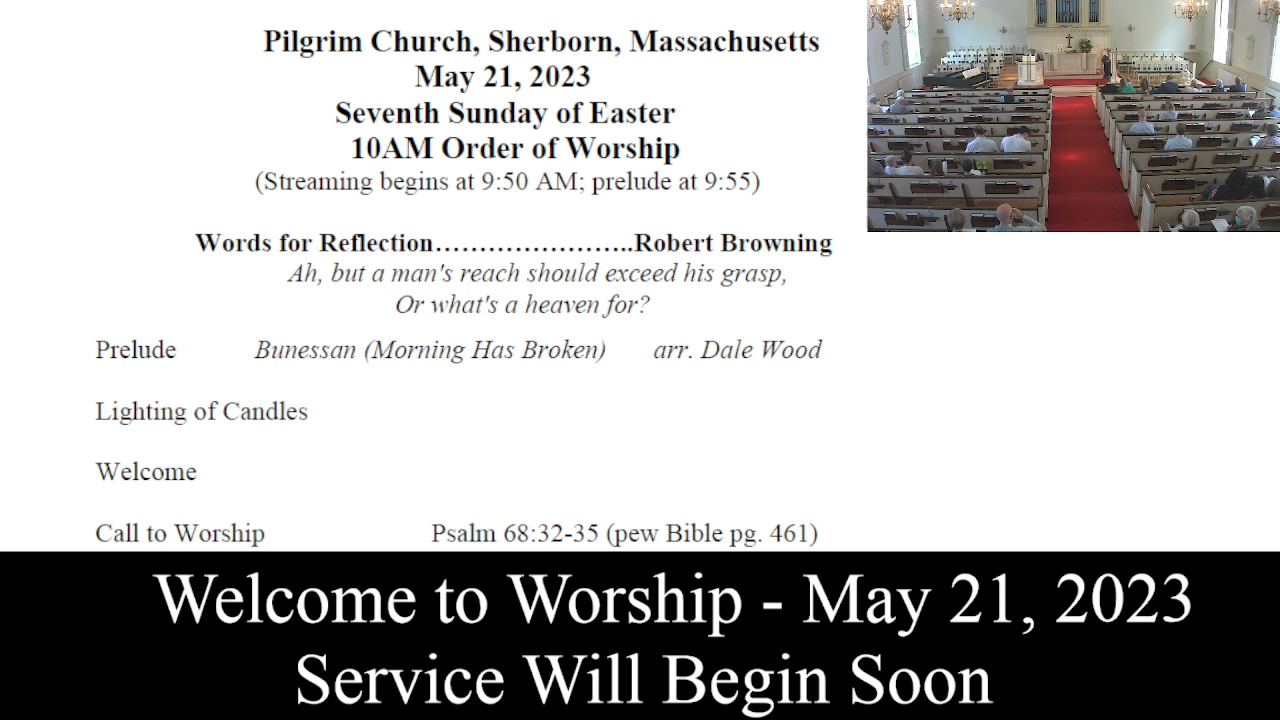 Pilgrim Church, Sherborn, Massachusetts
May 21, 2023
Seventh Sunday of Easter
10AM Order of Worship
(Streaming begins at 9:50 AM; prelude at 9:55)
Words for Reflection…………………..Robert Browning
Ah, but a man's reach should exceed his grasp,
Or what's a heaven for?
Prelude Bunessan (Morning Has Broken) arr. Dale Wood
Lighting of Candles
Welcome
Call to Worship Psalm 68:32-35 (pew Bible pg. 461)
Welcome to Worship - May 21, 2023
Service Will Begin Soon